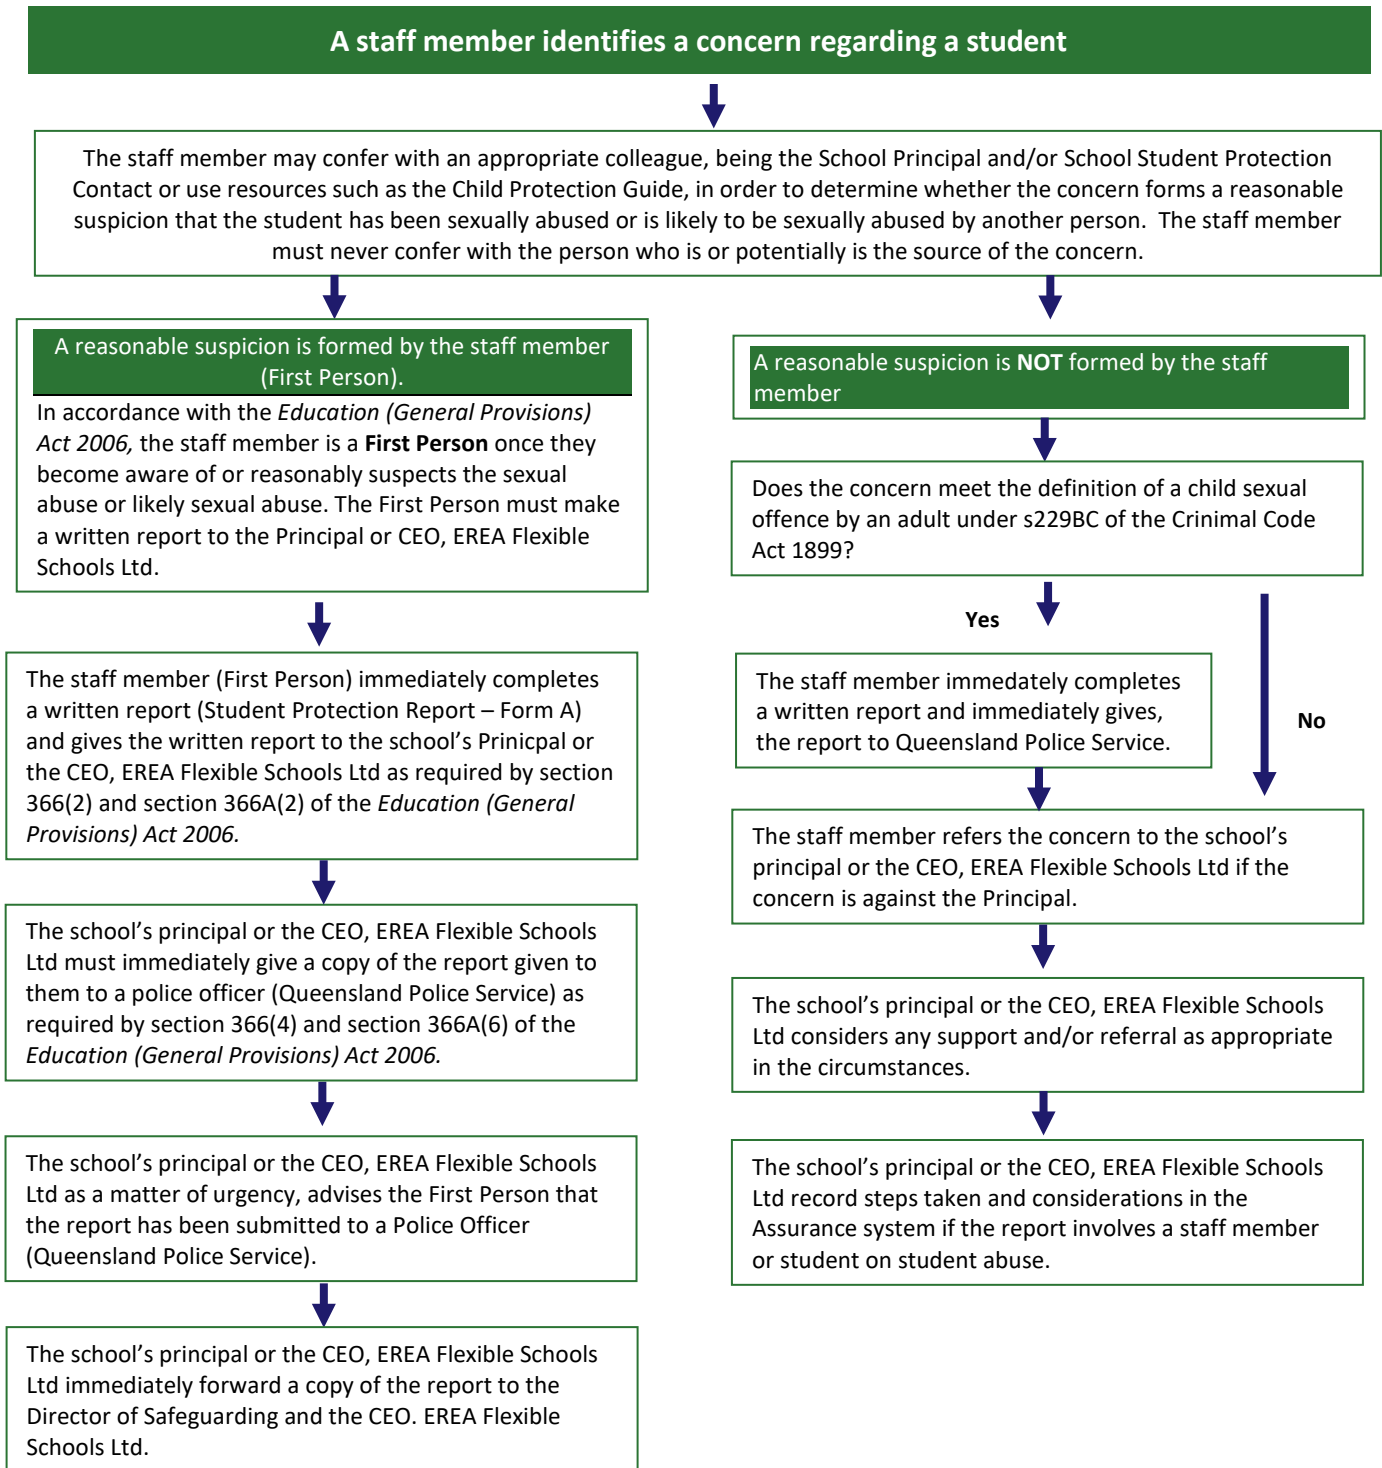 A staff member identifies a concern regarding a student
The staff member may confer with an appropriate colleague, being the School Principal and/or School Student Protection
Contact or use resources such as the Child Protection Guide, in order to determine whether the concern forms a reasonable
suspicion that the student has been sexually abused or is likely to be sexually abused by another person. The staff member
must never confer with the person who is or potentially is the source of the concern.
A reasonable suspicion is formed by the staff member
(First Person).
In accordance with the Education (General Provisions)
Act 2006, the staff member is a First Person once they
become aware of or reasonably suspects the sexual
abuse or likely sexual abuse. The First Person must make
a written report to the Principal or CEO, EREA Flexible
Schools Ltd.
The staff member (First Person) immediately completes
a written report (Student Protection Report – Form A)
and gives the written report to the school’s Prinicpal or
the CEO, EREA Flexible Schools Ltd as required by section
366(2) and section 366A(2) of the Education (General
Provisions) Act 2006.
The school’s principal or the CEO, EREA Flexible Schools
Ltd must immediately give a copy of the report given to
them to a police officer (Queensland Police Service) as
required by section 366(4) and section 366A(6) of the
Education (General Provisions) Act 2006.
The school’s principal or the CEO, EREA Flexible Schools
Ltd as a matter of urgency, advises the First Person that
the report has been submitted to a Police Officer
(Queensland Police Service).
The school’s principal or the CEO, EREA Flexible Schools
Ltd immediately forward a copy of the report to the
Director of Safeguarding and the CEO. EREA Flexible
Schools Ltd.
A reasonable suspicion is NOT formed by the staff
member
Does the concern meet the definition of a child sexual
offence by an adult under s229BC of the Crinimal Code
Act 1899?
Yes
The staff member immedately completes
a written report and immediately gives,
the report to Queensland Police Service.
No
The staff member refers the concern to the school’s
principal or the CEO, EREA Flexible Schools Ltd if the
concern is against the Principal.
The school’s principal or the CEO, EREA Flexible Schools
Ltd considers any support and/or referral as appropriate
in the circumstances.
The school’s principal or the CEO, EREA Flexible Schools
Ltd record steps taken and considerations in the
Assurance system if the report involves a staff member
or student on student abuse.